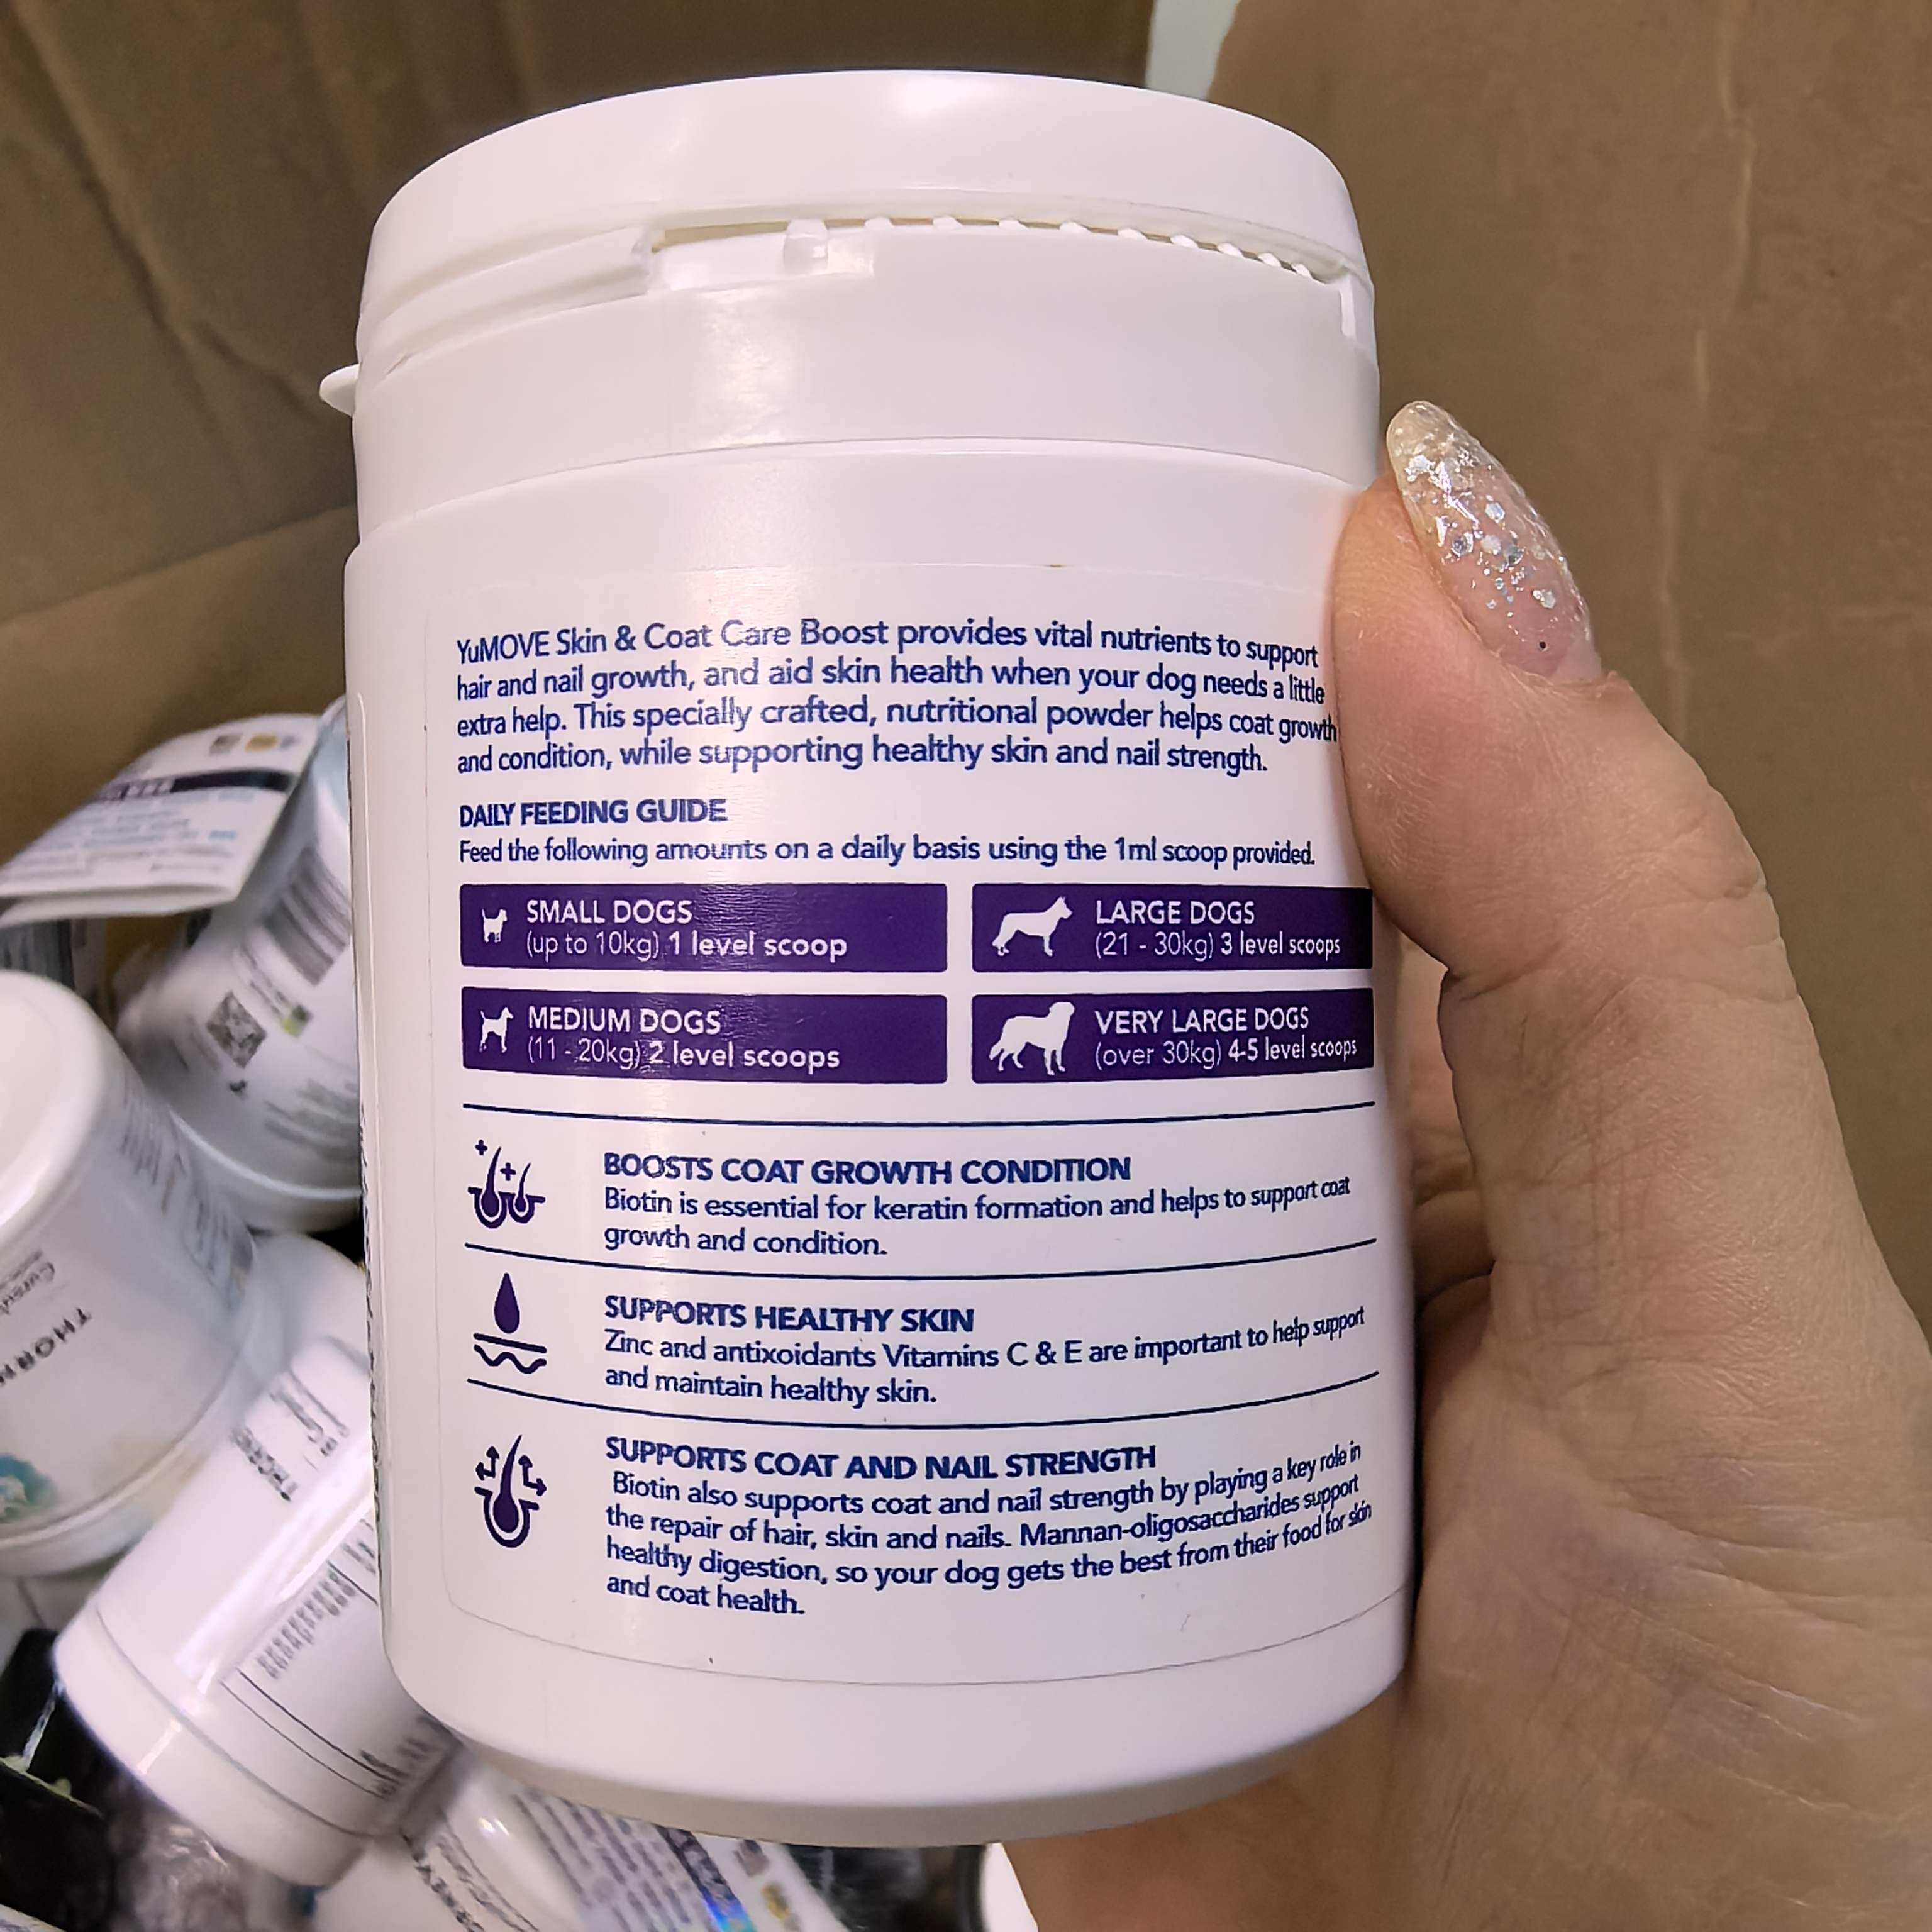 YuMOVE Skin & Coat Care Boost provides vital nutrients to support
hair and nail growth, and aid skin health when your dog needs a little
extra help. This specially crafted, nutritional powder helps coat growth
and condition, while supporting healthy skin and nail strength.
DAILY FEEDING GUIDE
Feed the following amounts on a daily basis using the 1ml scoop provided.
SMALL DOGS
(up to 10kg) 1 level scoop
LARGE DOGS
(21 - 30kg) 3 level scoops
MEDIUM DOGS
(11 - 20kg) 2 level scoops
VERY LARGE DOGS
(over 30kg) 4-5 level scoops
BOOSTS COAT GROWTH CONDITION
Biotin is essential for keratin formation and helps to support coat
growth and condition.
SUPPORTS HEALTHY SKIN
Zinc and antixoidants Vitamins C & E are important to help support
and maintain healthy skin.
SUPPORTS COAT AND NAIL STRENGTH
Biotin also supports coat and nail strength by playing a key role in
the repair of hair, skin and nails. Mannan-oligosaccharides support
healthy digestion, so your dog gets the best from their food for skin
and coat health.
THORNE